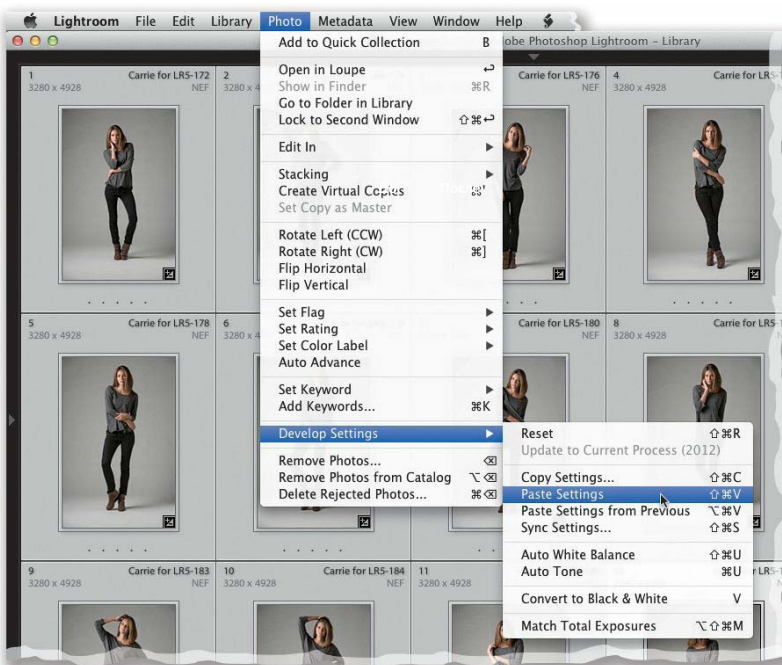 Lightroom File Edit Library Photo Metadata View Window Help
Adobe Photoshop Lightroom – Library
1 Carrie for LR5-172
3280 x 4928 NEF
2
3280 x 4
Carrie for LR5-176
NEF
4 Carrie for LR5-
3280 x 4928
Add to Quick Collection B
Open in Loupe ↩
Show in Finder ⌘R
Go to Folder in Library
Lock to Second Window ⇧⌘↩
Edit In ▶
Stacking ▶
Create Virtual Copies ⌘'
Set Copy as Master
Rotate Left (CCW) ⌘[
Rotate Right (CW) ⌘]
Flip Horizontal
Flip Vertical
Set Flag ▶
Set Rating ▶
Set Color Label ▶
Auto Advance
Set Keyword ▶
Add Keywords... ⌘K
Develop Settings ▶
Remove Photos... ⌫
Remove Photos from Catalog ⌥⌫
Delete Rejected Photos... ⌘⌫
5 Carrie for LR5-178
3280 x 4928 NEF
6
3280 x 4
Carrie for LR5-180
NEF
8 Carrie for LR5-
3280 x 4928
Reset ⇧⌘R
Update to Current Process (2012)
Copy Settings... ⇧⌘C
Paste Settings ⇧⌘V
Paste Settings from Previous ⌥⌘V
Sync Settings... ⇧⌘S
Auto White Balance ⇧⌘U
Auto Tone ⌘U
Convert to Black & White V
Match Total Exposures ⌥⇧⌘M
9 Carrie for LR5-183
3280 x 4928 NEF
10 Carrie for LR5-184
3280 x 4928 NEF
11
3280 x 4928